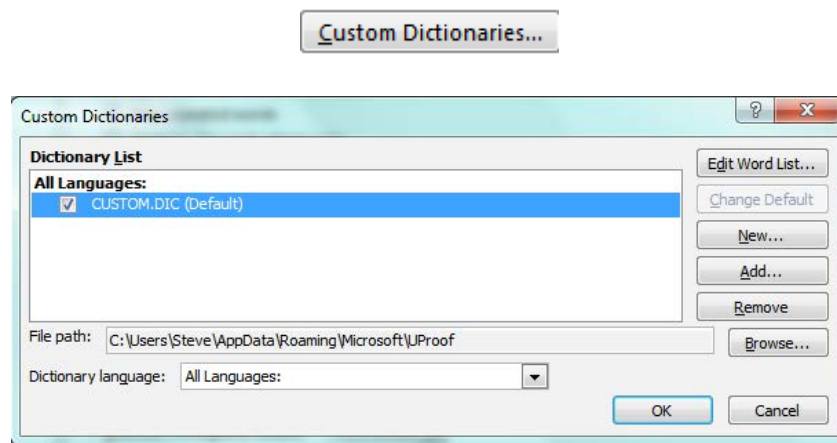 Custom Dictionaries...
Custom Dictionaries
Dictionary List
All Languages:
CUSTOM.DIC (Default)
Edit Word List...
Change Default
New...
Add...
Remove
File path: C:\Users\Steve\AppData\Roaming\Microsoft\UProof Browse...
Dictionary language: All Languages:
OK Cancel